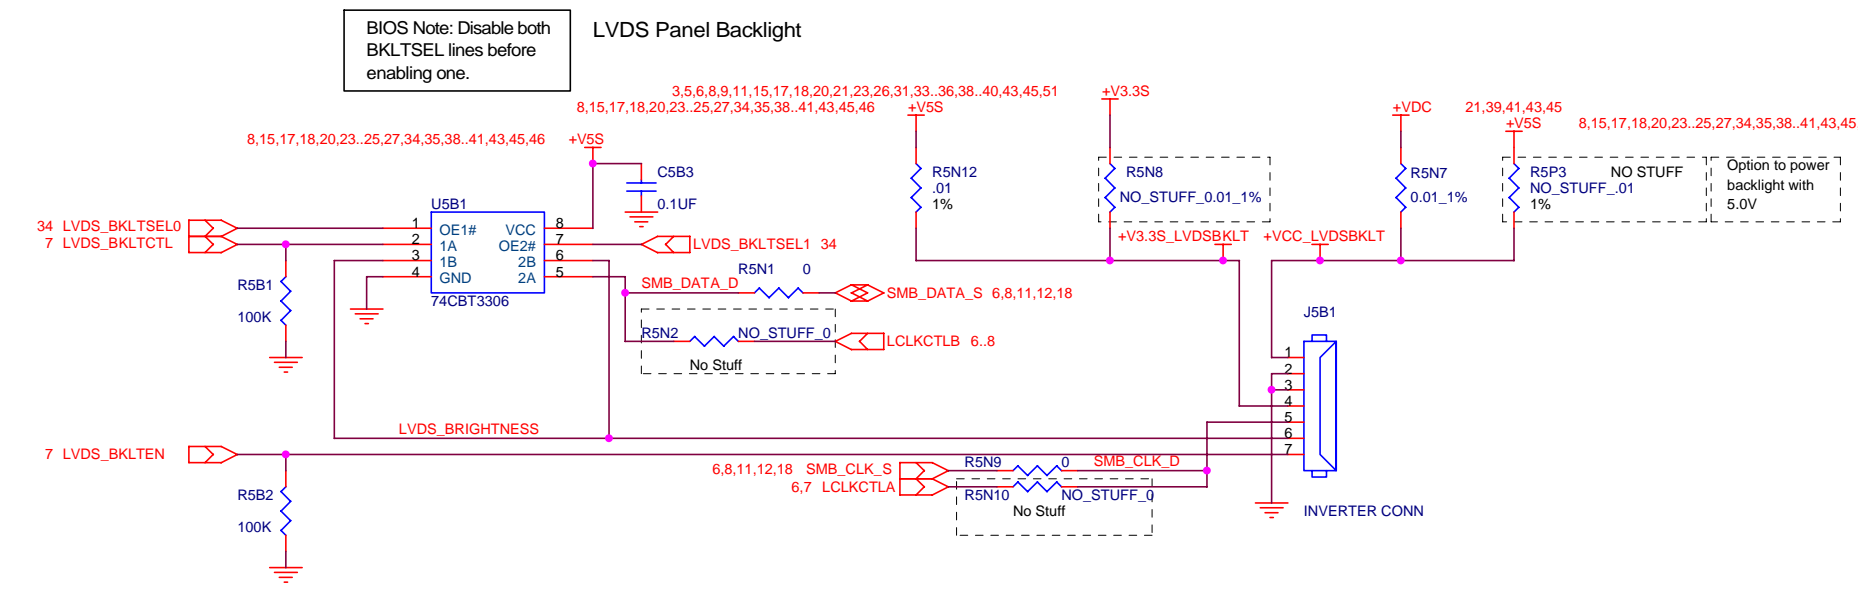 BIOS Note: Disable both
BKLTSEL lines before
enabling one.
LVDS Panel Backlight
3,5,6,8,9,11,15,17,18,20,21,23,26,31,33..36,38..40,43,45,51
8,15,17,18,20,23..25,27,34,35,38..41,43,45,46
+V5S
+V3.3S
+VDC
21,39,41,43,45
+V5S
8,15,17,18,20,23..25,27,34,35,38..41,43,45
8,15,17,18,20,23..25,27,34,35,38..41,43,45,46
+V5S
C5B3
0.1UF
R5N12
.01
1%
R5N8
NO_STUFF_0.01_1%
R5N7
0.01_1%
R5P3
NO STUFF
NO_STUFF_.01
1%
Option to power
backlight with
5.0V
U5B1
34 LVDS_BKLTSEL0
7 LVDS_BKLTCTL
1
2
3
4
OE1#
1A
1B
GND
VCC
OE2#
2B
2A
8
7
6
5
74CBT3306
LVDS_BKLTSEL1 34
+V3.3S_LVDSBKLT
+VCC_LVDSBKLT
R5B1
100K
R5N1
0
SMB_DATA_D
SMB_DATA_S 6,8,11,12,18
R5N2
NO_STUFF_0
No Stuff
LCLKCTLB 6..8
J5B1
1
2
3
4
5
6
7
LVDS_BRIGHTNESS
7 LVDS_BKLTEN
6,8,11,12,18 SMB_CLK_S
R5N9
0
SMB_CLK_D
6,7 LCLKCTLA
R5N10
NO_STUFF_0
No Stuff
R5B2
100K
INVERTER CONN